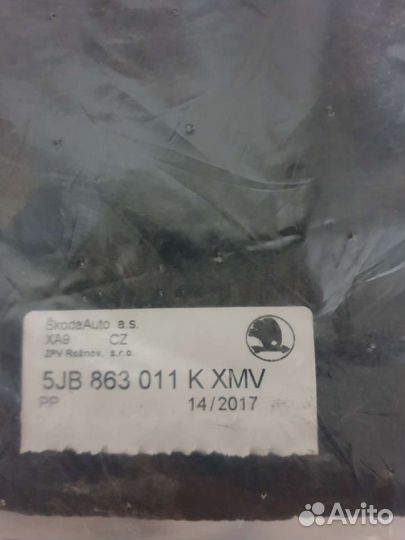 ŠkodaAuto a.s.
XA9 CZ
ZPV Rožnov, s.r.o.
5JB 863 011 K XMV
PP 14/2017
Avito